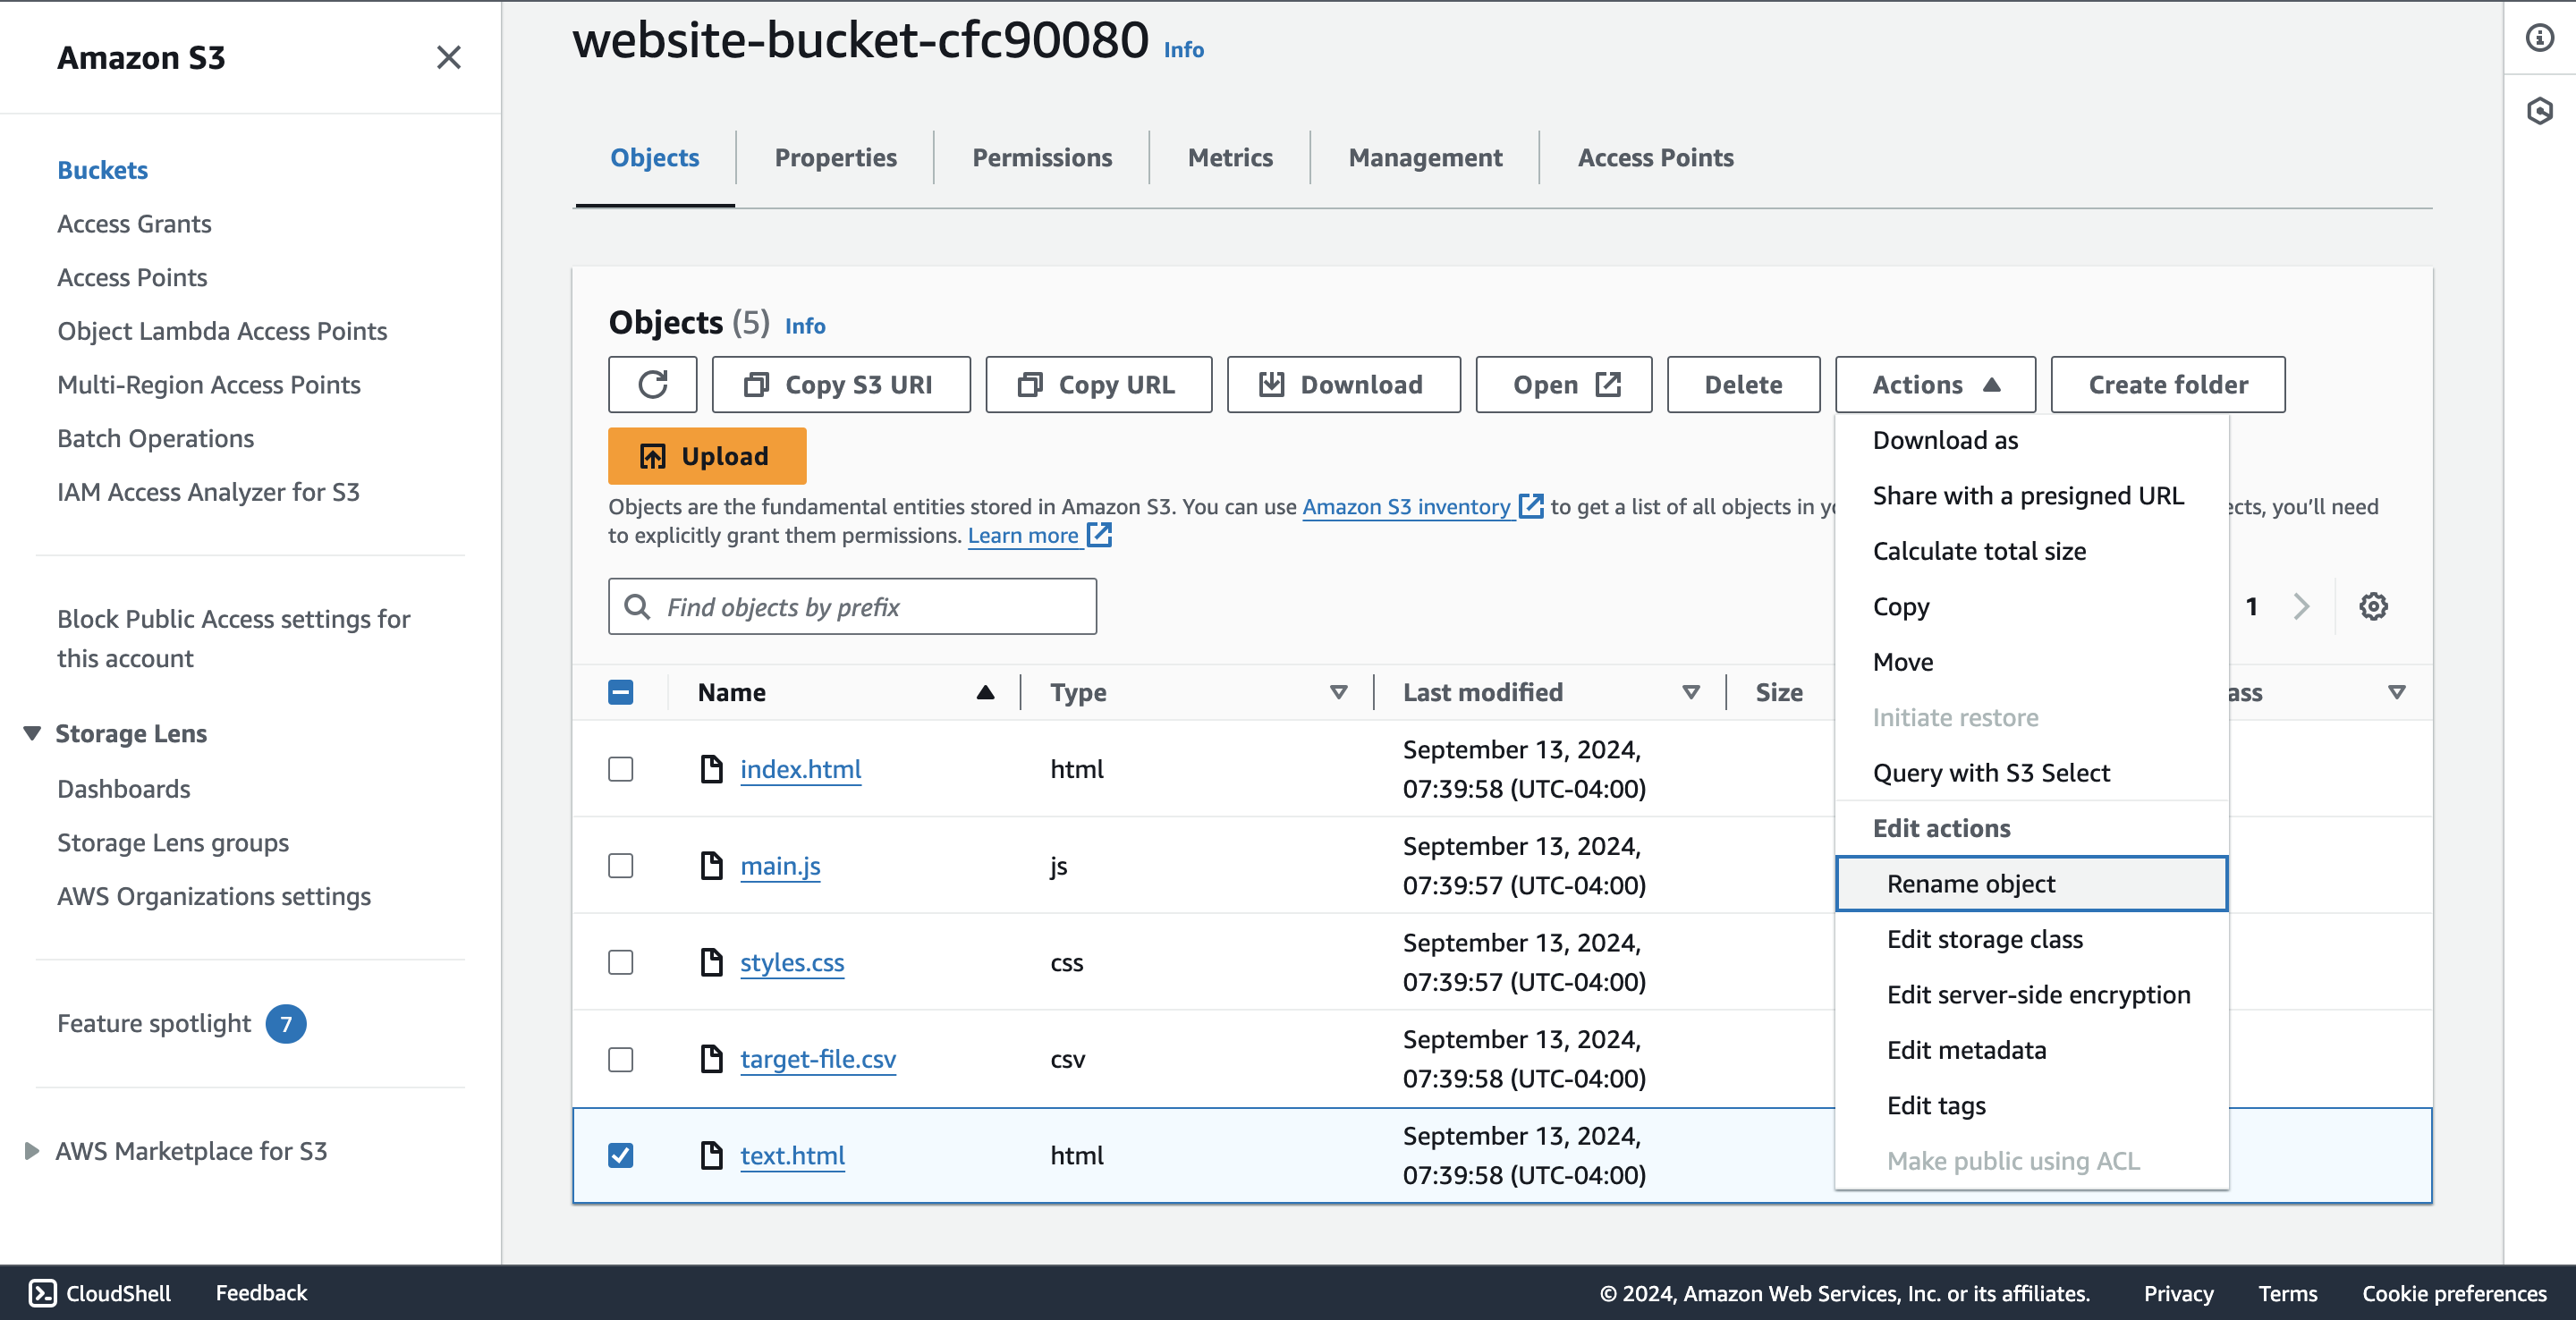 Amazon S3
Buckets
Access Grants
Access Points
Object Lambda Access Points
Multi-Region Access Points
Batch Operations
IAM Access Analyzer for S3
Block Public Access settings for
this account
Storage Lens
Dashboards
Storage Lens groups
AWS Organizations settings
Feature spotlight 7
AWS Marketplace for S3
website-bucket-cfc90080 Info
Objects Properties Permissions Metrics Management Access Points
Objects (5) Info
Copy S3 URI Copy URL Download Open Delete Actions Create folder
Upload
Objects are the fundamental entities stored in Amazon S3. You can use Amazon S3 inventory to get a list of all objects in you'll need
to explicitly grant them permissions. Learn more
Find objects by prefix
1
Name Type Last modified Size
index.html html September 13, 2024,
07:39:58 (UTC-04:00)
main.js js September 13, 2024,
07:39:57 (UTC-04:00)
styles.css css September 13, 2024,
07:39:57 (UTC-04:00)
target-file.csv csv September 13, 2024,
07:39:58 (UTC-04:00)
text.html html September 13, 2024,
07:39:58 (UTC-04:00)
Download as
Share with a presigned URL
Calculate total size
Copy
Move
Initiate restore
Query with S3 Select
Edit actions
Rename object
Edit storage class
Edit server-side encryption
Edit metadata
Edit tags
Make public using ACL
CloudShell Feedback © 2024, Amazon Web Services, Inc. or its affiliates. Privacy Terms Cookie preferences